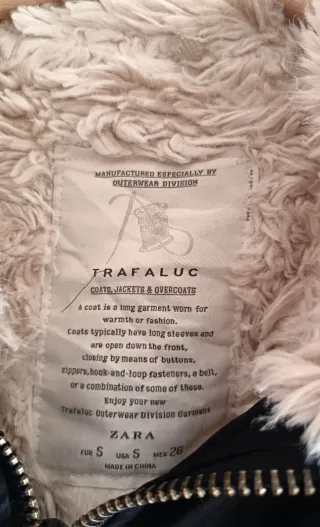 MANUFACTURED ESPECIALLY BY
OUTERWEAR DIVISION
TRAFALUC
COATS, JACKETS & OVERCOATS
A coat is a long garment worn for
warmth or fashion.
Coats typically have long sleeves and
are open down the front,
closing by means of buttons,
zippers, hook-and-loop fasteners, a belt,
or a combination of some of these.
Enjoy your new
Trafaluc Outerwear Division Garment
ZARA
EUR S USA S MEX 26
MADE IN CHINA